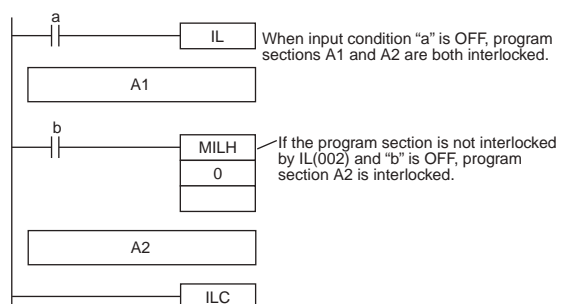 a
IL
When input condition “a” is OFF, program
sections A1 and A2 are both interlocked.
A1
b
MILH
0
If the program section is not interlocked
by IL(002) and “b” is OFF, program
section A2 is interlocked.
A2
ILC